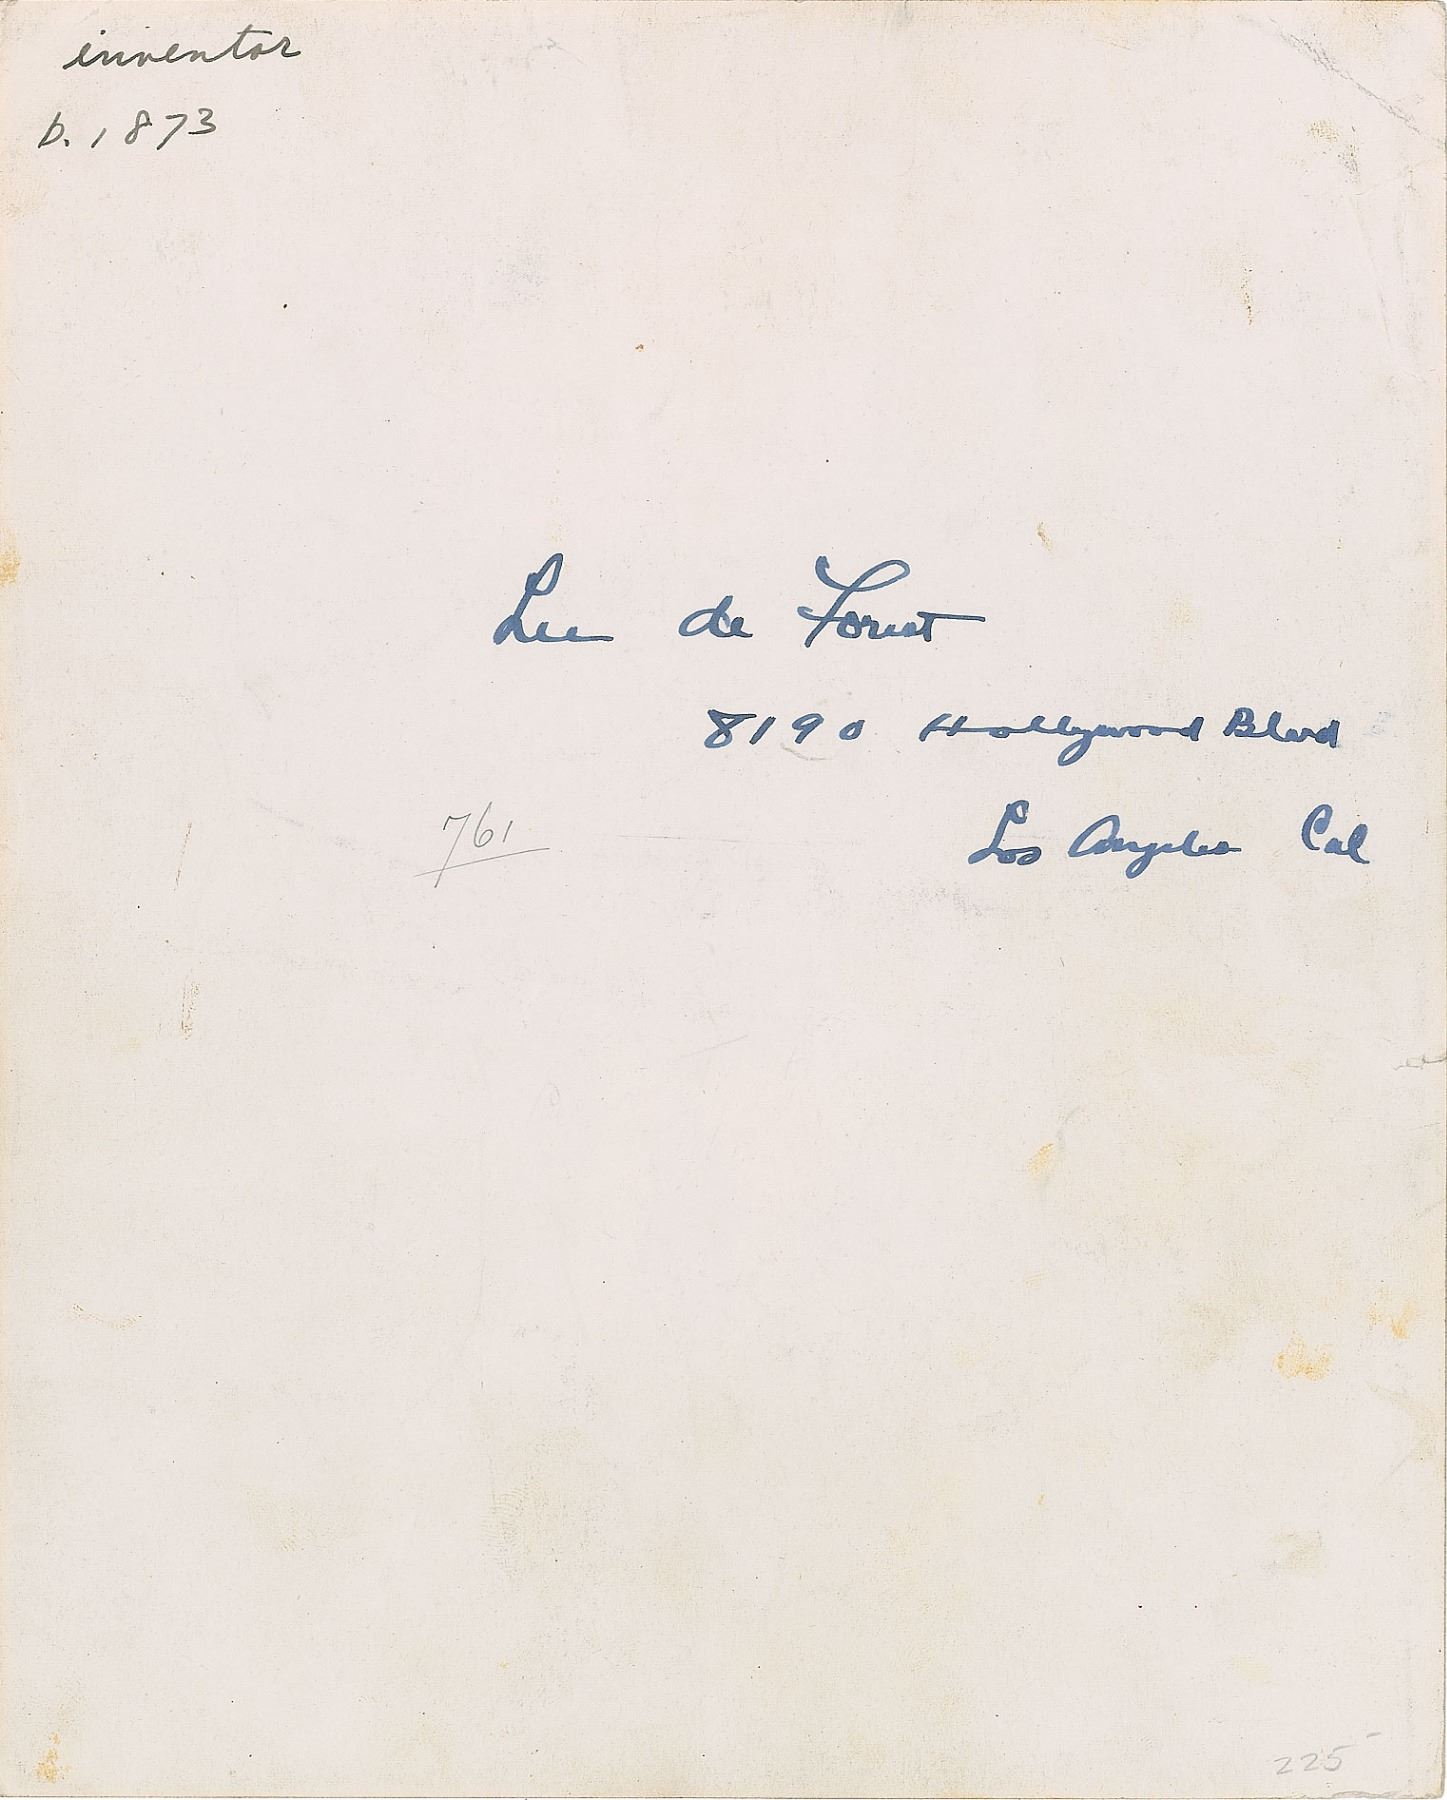 inventor
b. 1873
Lee de Forest
8190 Hollywood Blvd
Los Angeles Cal
761
225